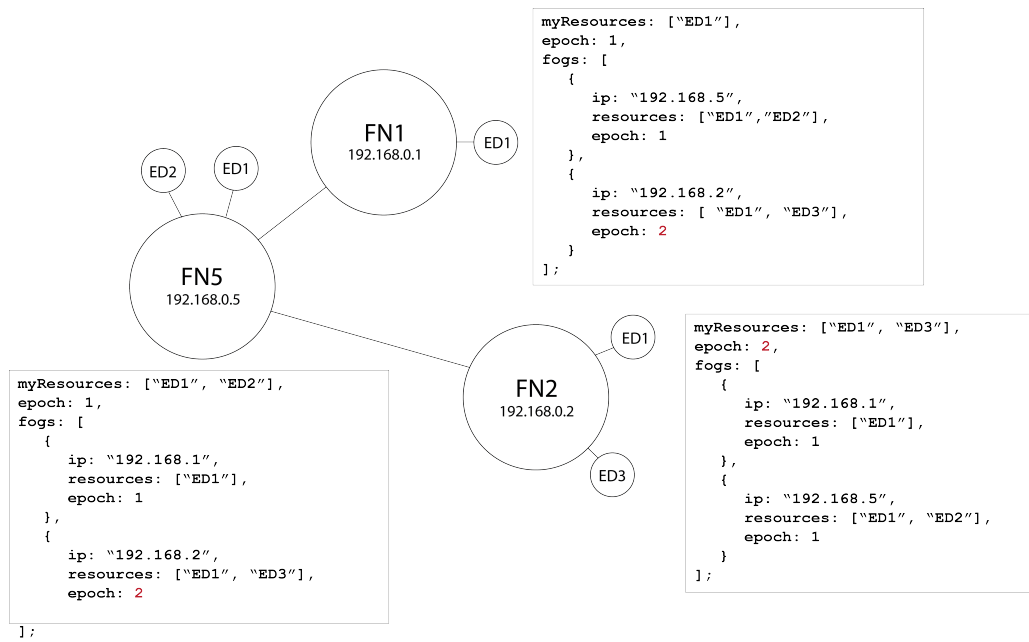 myResources: [“ED1”],
epoch: 1,
fogs: [
{
ip: “192.168.5”,
resources: [“ED1”,”ED2”],
epoch: 1
},
{
ip: “192.168.2”,
resources: [ “ED1”, “ED3”],
epoch: 2
}
];
FN1
192.168.0.1
ED1
ED2
ED1
FN5
192.168.0.5
FN2
192.168.0.2
ED1
ED3
myResources: [“ED1”, “ED3”],
epoch: 2,
fogs: [
{
ip: “192.168.1”,
resources: [“ED1”],
epoch: 1
},
{
ip: “192.168.5”,
resources: [“ED1”, “ED2”],
epoch: 1
}
];
myResources: [“ED1”, “ED2”],
epoch: 1,
fogs: [
{
ip: “192.168.1”,
resources: [“ED1”],
epoch: 1
},
{
ip: “192.168.2”,
resources: [“ED1”, “ED3”],
epoch: 2
];